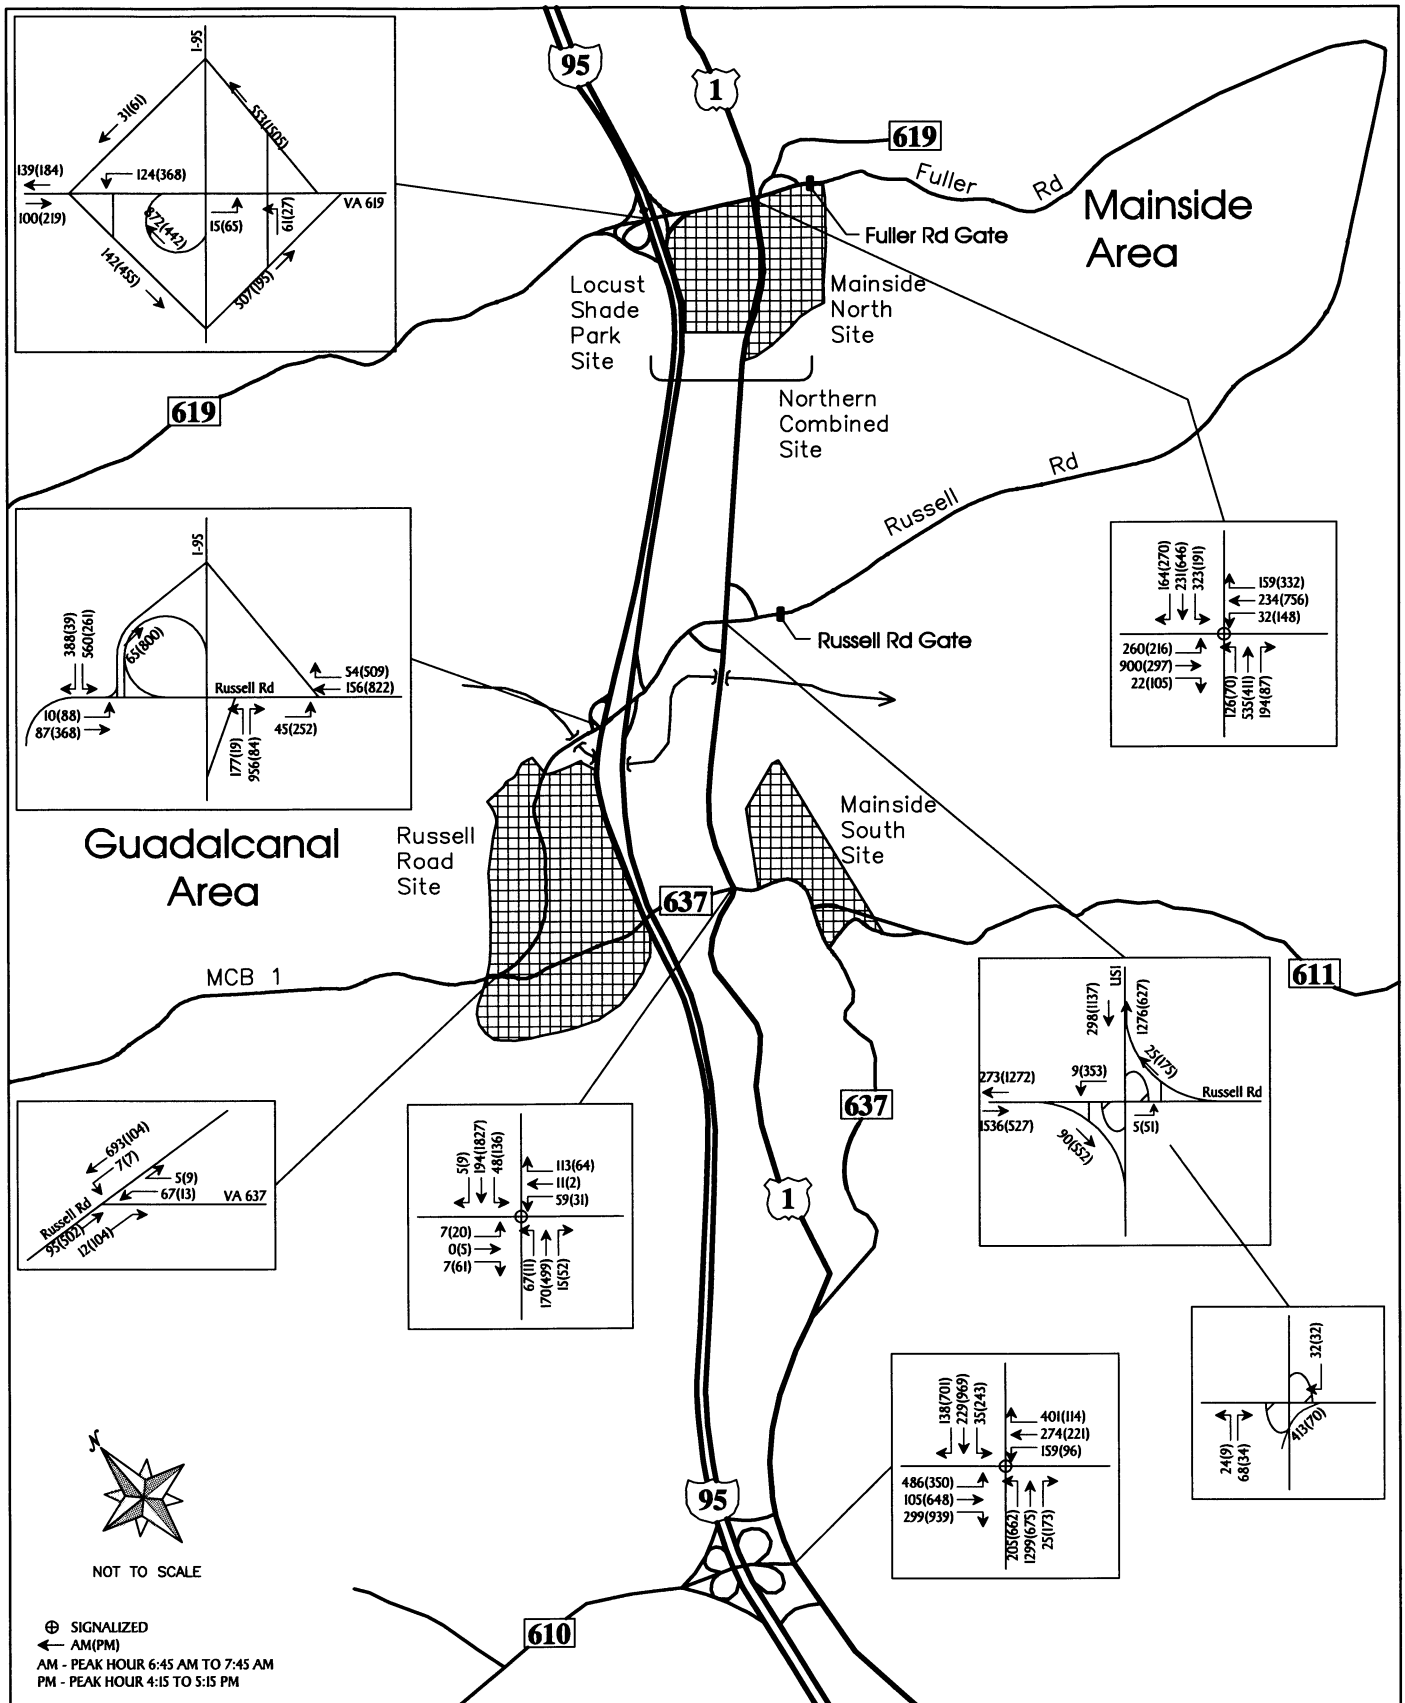 I-95
31(61)
553(1505)
139(184)
124(368)
100(219)
VA 619
872(442)
15(65)
61(27)
142(455)
507(195)
95
1
619
Fuller Rd
Mainside
Area
Fuller Rd Gate
Locust
Shade
Park
Site
Mainside
North
Site
Northern
Combined
Site
619
Russell Rd
Russell Rd Gate
I-95
388(39)
560(261)
65(800)
Russell Rd
54(509)
156(822)
10(88)
87(368)
177(19)
956(84)
45(252)
164(270)
231(646)
323(191)
159(332)
234(756)
32(148)
260(216)
900(297)
22(105)
126(70)
535(411)
194(87)
Guadalcanal
Area
Russell
Road
Site
Mainside
South
Site
637
MCB 1
611
US1
298(1137)
1276(627)
25(175)
273(1272)
9(353)
Russell Rd
1536(527)
5(51)
90(552)
637
693(104)
7(7)
5(9)
67(13)
VA 637
Russell Rd
95(502)
12(104)
5(9)
194(1827)
48(136)
113(64)
11(2)
59(31)
7(20)
0(5)
7(61)
67(11)
170(499)
15(52)
1
32(32)
24(9)
68(34)
413(70)
138(701)
229(969)
35(243)
401(114)
274(221)
159(96)
486(350)
105(648)
299(939)
205(662)
1299(675)
25(173)
95
610
N
NOT TO SCALE
SIGNALIZED
AM(PM)
AM - PEAK HOUR 6:45 AM TO 7:45 AM
PM - PEAK HOUR 4:15 TO 5:15 PM